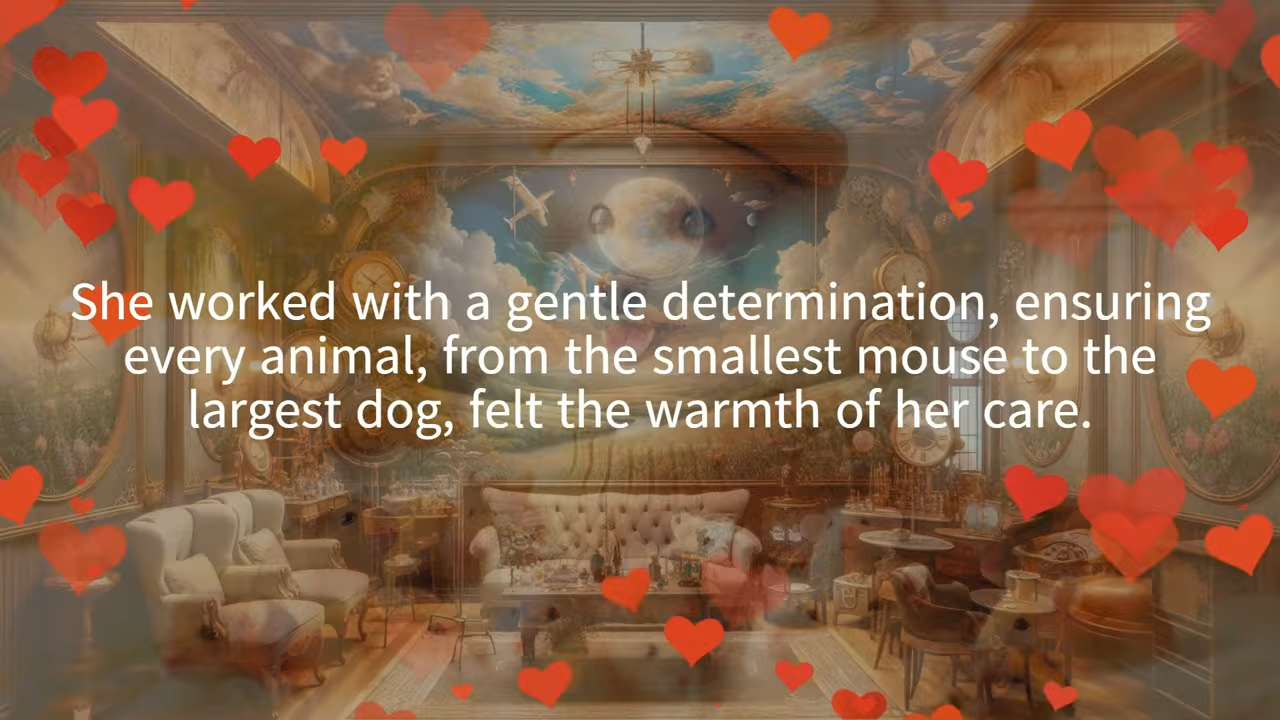 She worked with a gentle determination, ensuring
every animal, from the smallest mouse to the
largest dog, felt the warmth of her care.